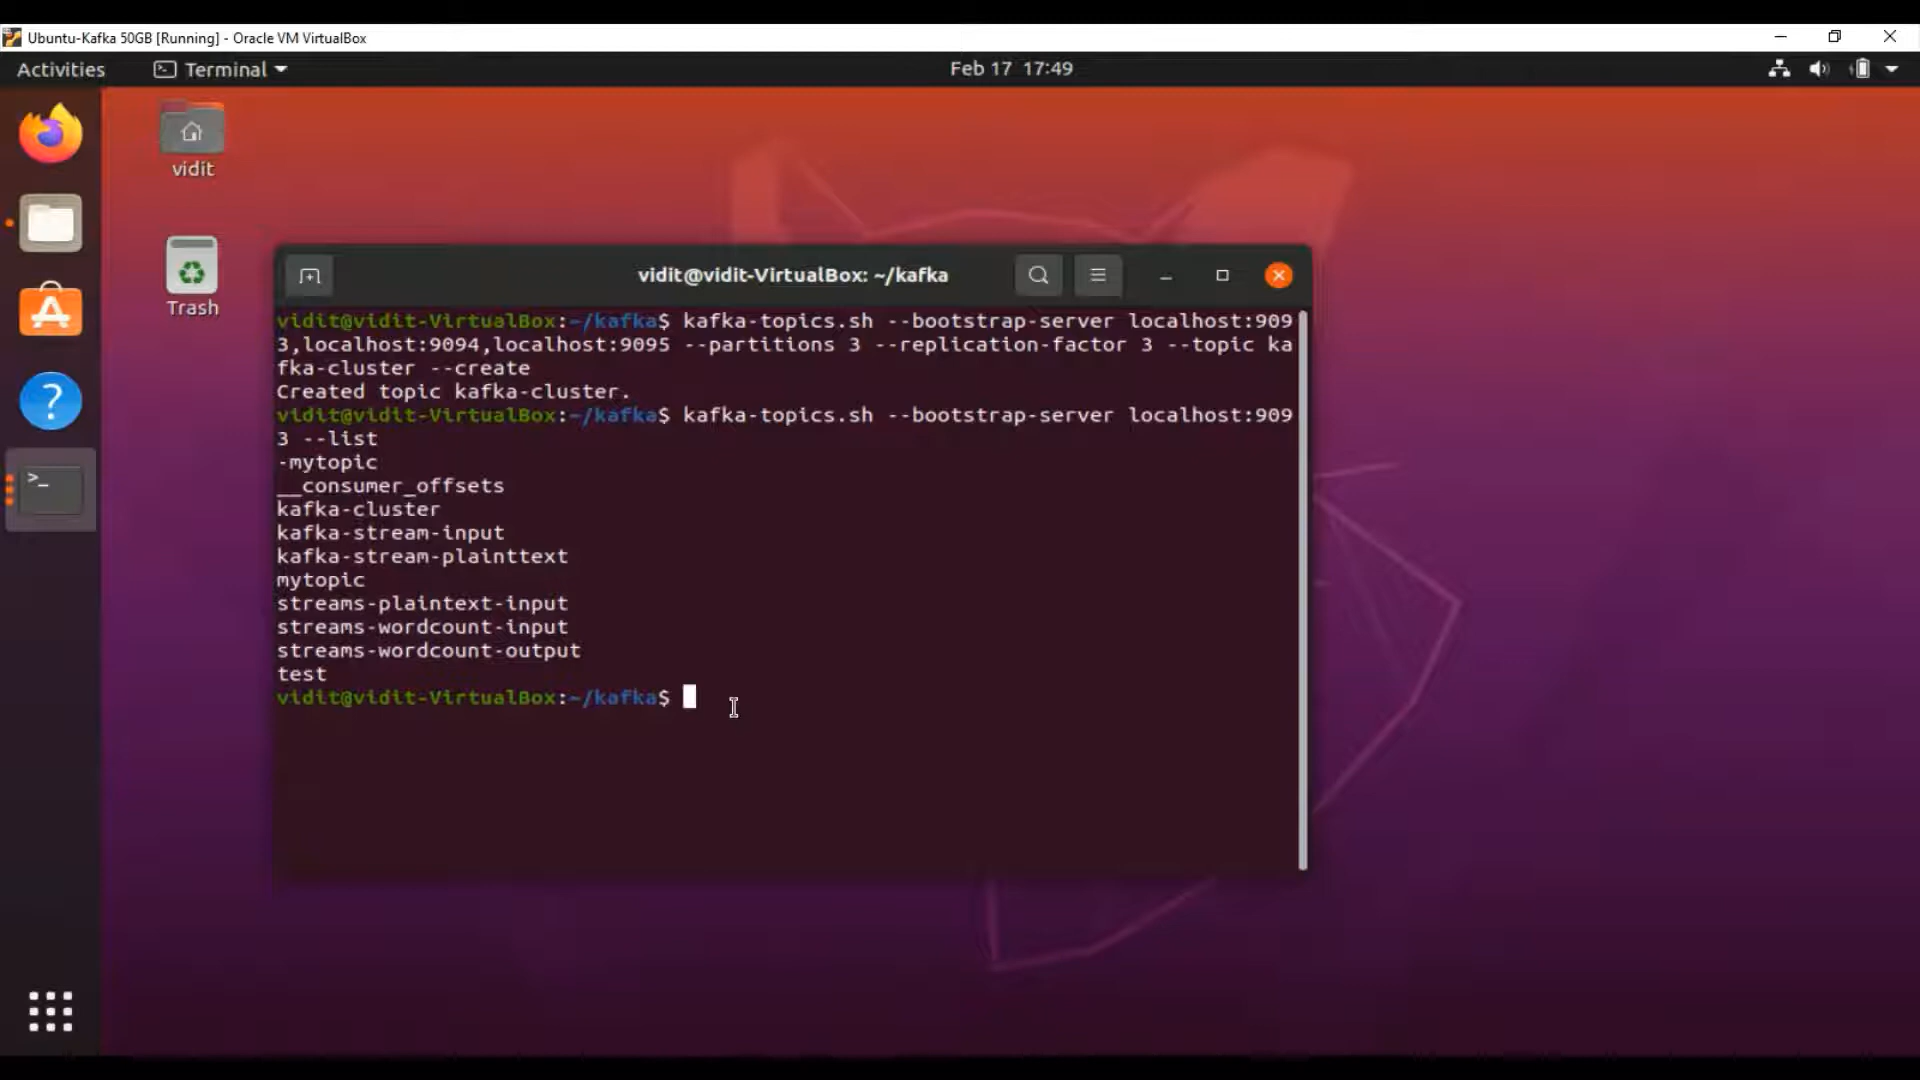 Ubuntu-Kafka 50GB [Running] - Oracle VM VirtualBox
Activities
Terminal
Feb 17 17:49
vidit
Trash
vidit@vidit-VirtualBox: ~/kafka
vidit@vidit-VirtualBox:~/kafka$ kafka-topics.sh --bootstrap-server localhost:909
3,localhost:9094,localhost:9095 --partitions 3 --replication-factor 3 --topic ka
fka-cluster --create
Created topic kafka-cluster.
vidit@vidit-VirtualBox:~/kafka$ kafka-topics.sh --bootstrap-server localhost:909
3 --list
-mytopic
__consumer_offsets
kafka-cluster
kafka-stream-input
kafka-stream-plainttext
mytopic
streams-plaintext-input
streams-wordcount-input
streams-wordcount-output
test
vidit@vidit-VirtualBox:~/kafka$